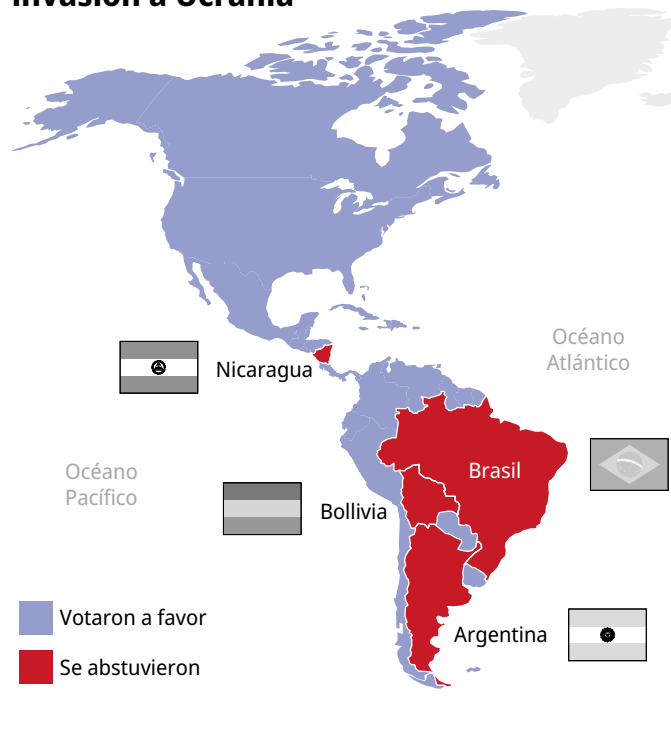 invasión a Ucrania
Océano
Atlántico
Nicaragua
Brasil
Océano
Pacífico
Bollivia
Votaron a favor
Argentina
Se abstuvieron